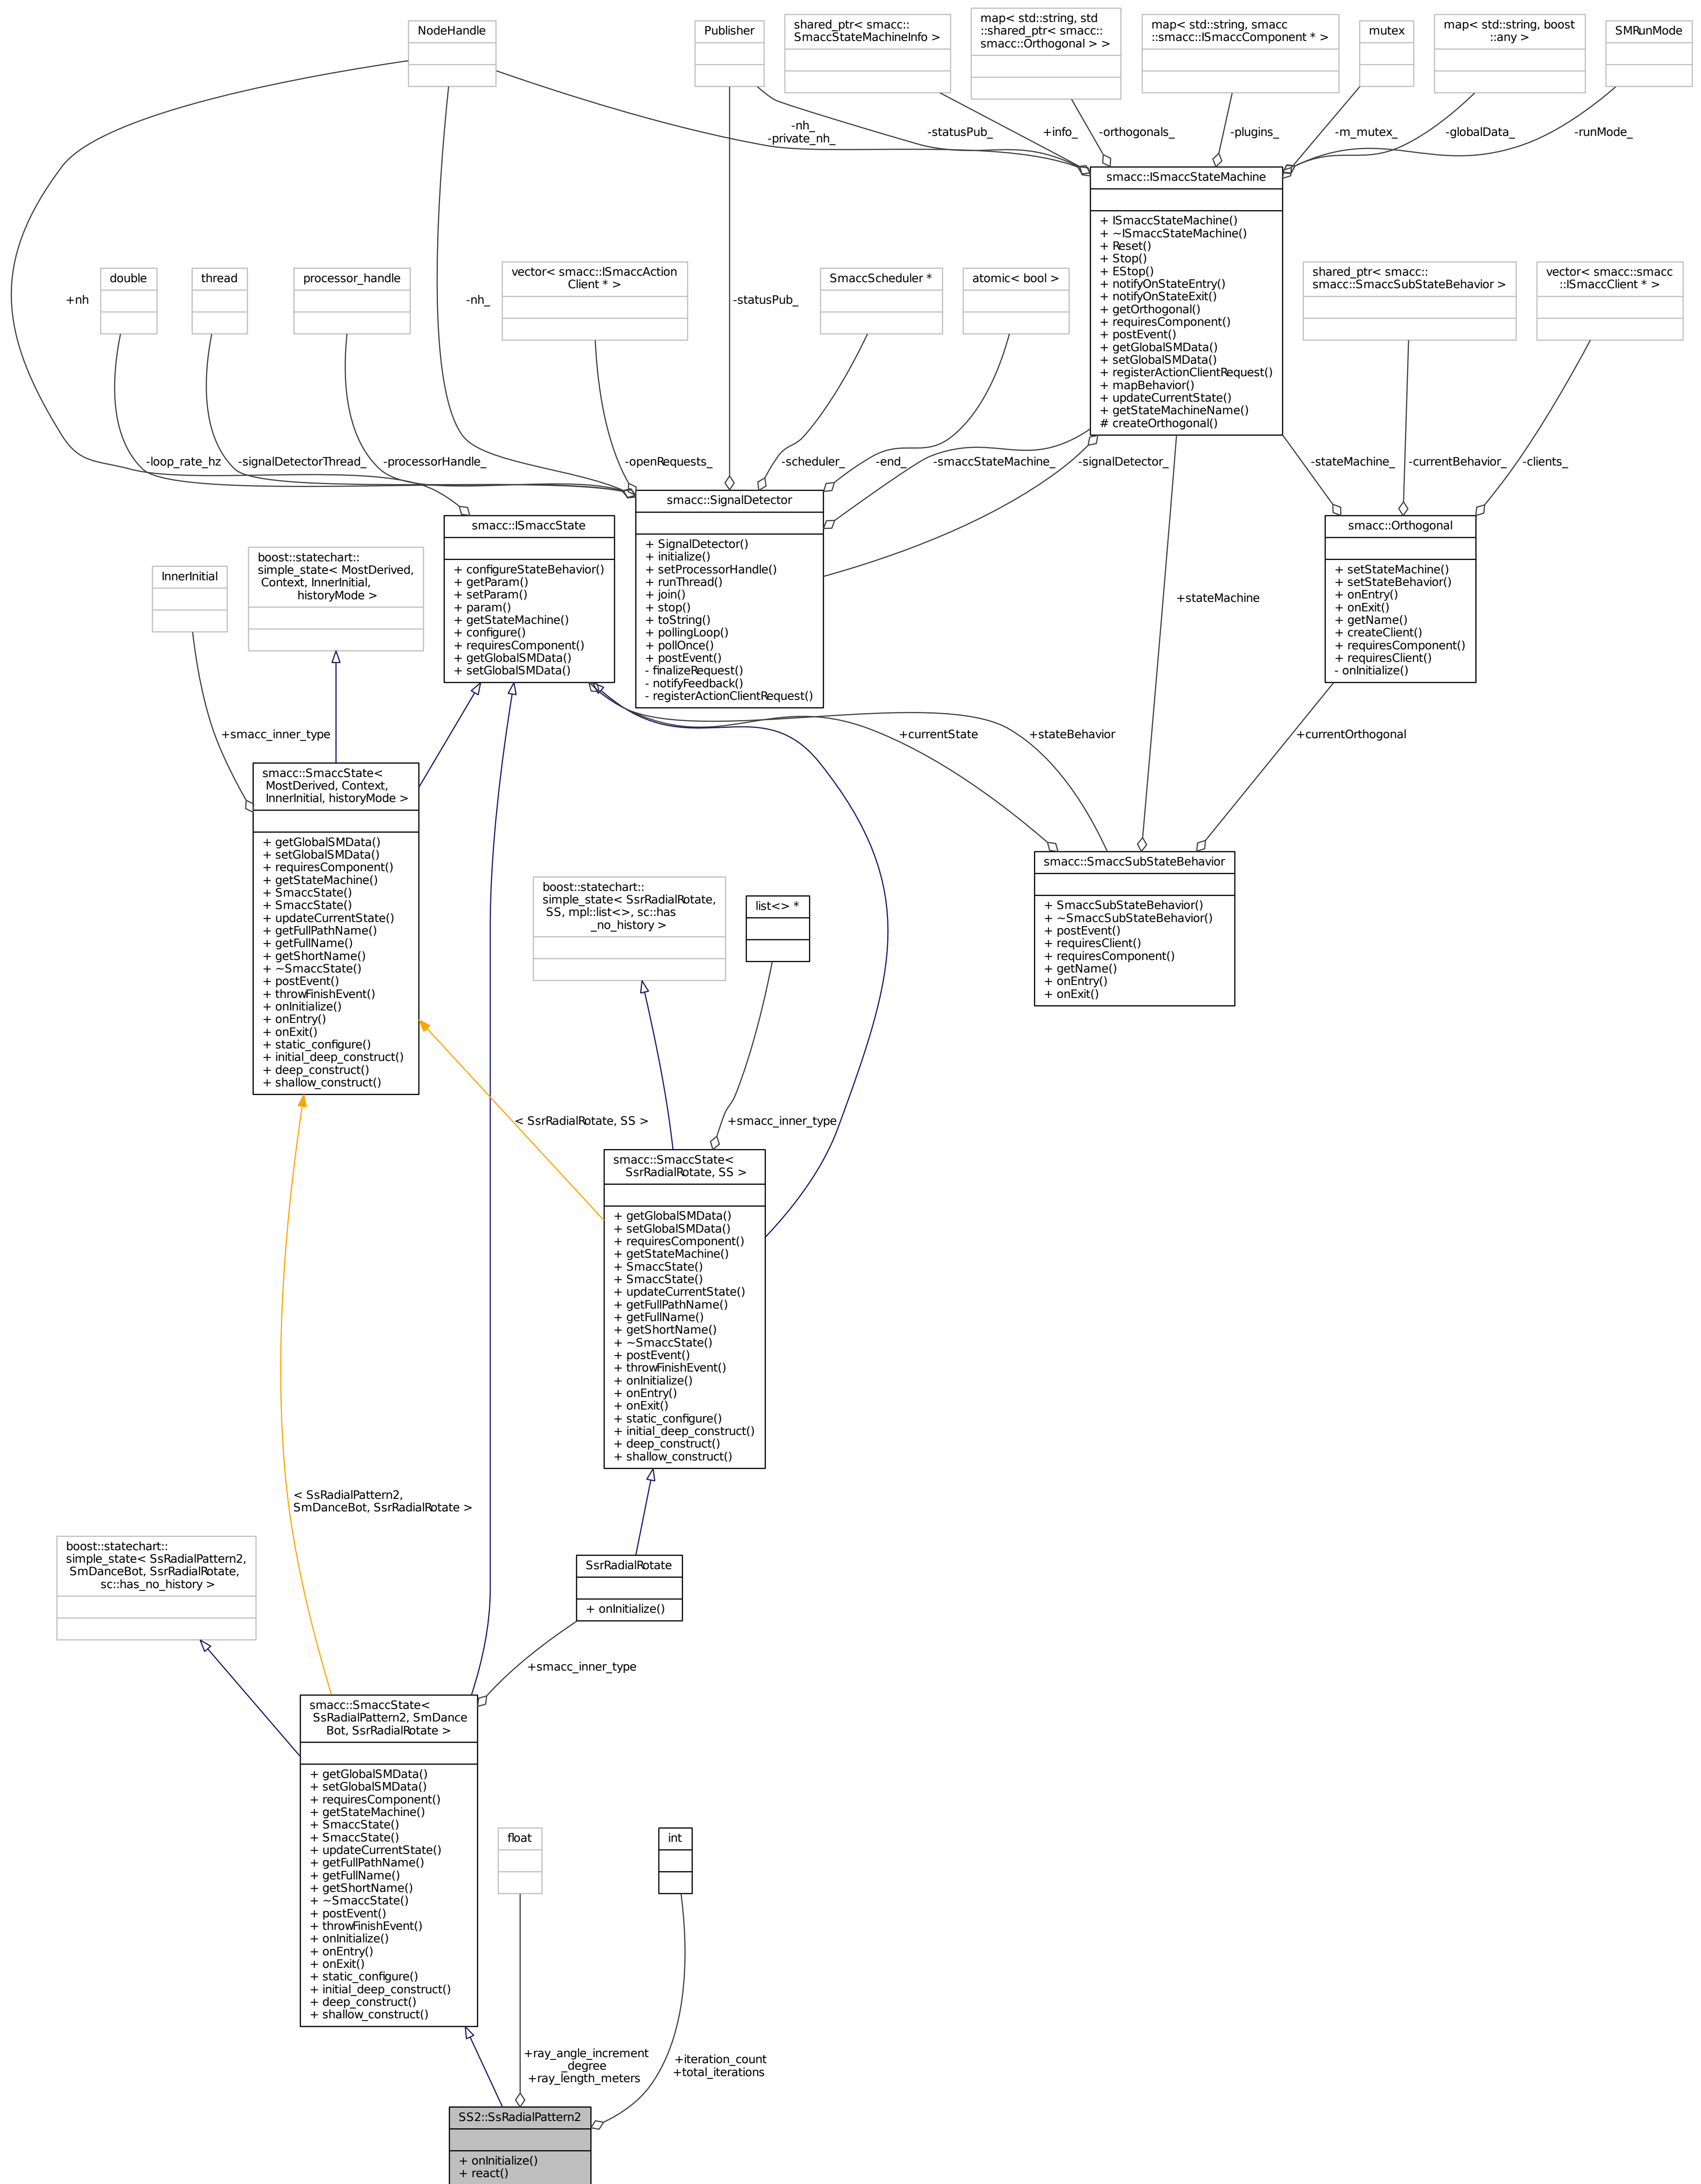 NodeHandle
Publisher
shared_ptr< smacc::
SmaccStateMachineInfo >
map< std::string, std
::shared_ptr< smacc::
smacc::Orthogonal > >
map< std::string, smacc
::smacc::ISmaccComponent * >
mutex
map< std::string, boost
::any >
SMRunMode
-nh_
-private_nh_
-statusPub_
+info_
-orthogonals_
-plugins_
-m_mutex_
-globalData_
-runMode_
smacc::ISmaccStateMachine
+ ISmaccStateMachine()
+ ~ISmaccStateMachine()
+ Reset()
+ Stop()
+ EStop()
+ notifyOnStateEntry()
+ notifyOnStateExit()
+ getOrthogonal()
+ requiresComponent()
+ postEvent()
+ getGlobalSMData()
+ setGlobalSMData()
+ registerActionClientRequest()
+ mapBehavior()
+ updateCurrentState()
+ getStateMachineName()
# createOrthogonal()
+nh
double
thread
processor_handle
-nh_
vector< smacc::ISmaccAction
Client * >
-statusPub_
SmaccScheduler *
atomic< bool >
shared_ptr< smacc::
smacc::SmaccSubStateBehavior >
vector< smacc::smacc
::ISmaccClient * >
-loop_rate_hz
-signalDetectorThread_
-processorHandle_
-openRequests_
-scheduler_
-end_
-smaccStateMachine_
-signalDetector_
-stateMachine_
-currentBehavior_
-clients_
smacc::SignalDetector
+ SignalDetector()
+ initialize()
+ setProcessorHandle()
+ runThread()
+ join()
+ stop()
+ toString()
+ pollingLoop()
+ pollOnce()
+ postEvent()
- finalizeRequest()
- notifyFeedback()
- registerActionClientRequest()
smacc::ISmaccState
+ configureStateBehavior()
+ getParam()
+ setParam()
+ param()
+ getStateMachine()
+ configure()
+ requiresComponent()
+ getGlobalSMData()
+ setGlobalSMData()
smacc::Orthogonal
+ setStateMachine()
+ setStateBehavior()
+ onEntry()
+ onExit()
+ getName()
+ createClient()
+ requiresComponent()
+ requiresClient()
- onInitialize()
InnerInitial
boost::statechart::
simple_state< MostDerived,
Context, InnerInitial,
historyMode >
+stateMachine
+smacc_inner_type
+currentState
+stateBehavior
+currentOrthogonal
smacc::SmaccState<
MostDerived, Context,
InnerInitial, historyMode >
+ getGlobalSMData()
+ setGlobalSMData()
+ requiresComponent()
+ getStateMachine()
+ SmaccState()
+ SmaccState()
+ updateCurrentState()
+ getFullPathName()
+ getFullName()
+ getShortName()
+ ~SmaccState()
+ postEvent()
+ throwFinishEvent()
+ onInitialize()
+ onEntry()
+ onExit()
+ static_configure()
+ initial_deep_construct()
+ deep_construct()
+ shallow_construct()
smacc::SmaccSubStateBehavior
+ SmaccSubStateBehavior()
+ ~SmaccSubStateBehavior()
+ postEvent()
+ requiresClient()
+ requiresComponent()
+ getName()
+ onEntry()
+ onExit()
boost::statechart::
simple_state< SsrRadialRotate,
SS, mpl::list<>, sc::has
_no_history >
list<> *
< SsrRadialRotate, SS >
+smacc_inner_type
smacc::SmaccState<
SsrRadialRotate, SS >
+ getGlobalSMData()
+ setGlobalSMData()
+ requiresComponent()
+ getStateMachine()
+ SmaccState()
+ SmaccState()
+ updateCurrentState()
+ getFullPathName()
+ getFullName()
+ getShortName()
+ ~SmaccState()
+ postEvent()
+ throwFinishEvent()
+ onInitialize()
+ onEntry()
+ onExit()
+ static_configure()
+ initial_deep_construct()
+ deep_construct()
+ shallow_construct()
< SsRadialPattern2,
SmDanceBot, SsrRadialRotate >
boost::statechart::
simple_state< SsRadialPattern2,
SmDanceBot, SsrRadialRotate,
sc::has_no_history >
SsrRadialRotate
+ onInitialize()
+smacc_inner_type
smacc::SmaccState<
SsRadialPattern2, SmDance
Bot, SsrRadialRotate >
+ getGlobalSMData()
+ setGlobalSMData()
+ requiresComponent()
+ getStateMachine()
+ SmaccState()
+ SmaccState()
+ updateCurrentState()
+ getFullPathName()
+ getFullName()
+ getShortName()
+ ~SmaccState()
+ postEvent()
+ throwFinishEvent()
+ onInitialize()
+ onEntry()
+ onExit()
+ static_configure()
+ initial_deep_construct()
+ deep_construct()
+ shallow_construct()
float
int
+ray_angle_increment
_degree
+ray_length_meters
+iteration_count
+total_iterations
SS2::SsRadialPattern2
+ onInitialize()
+ react()